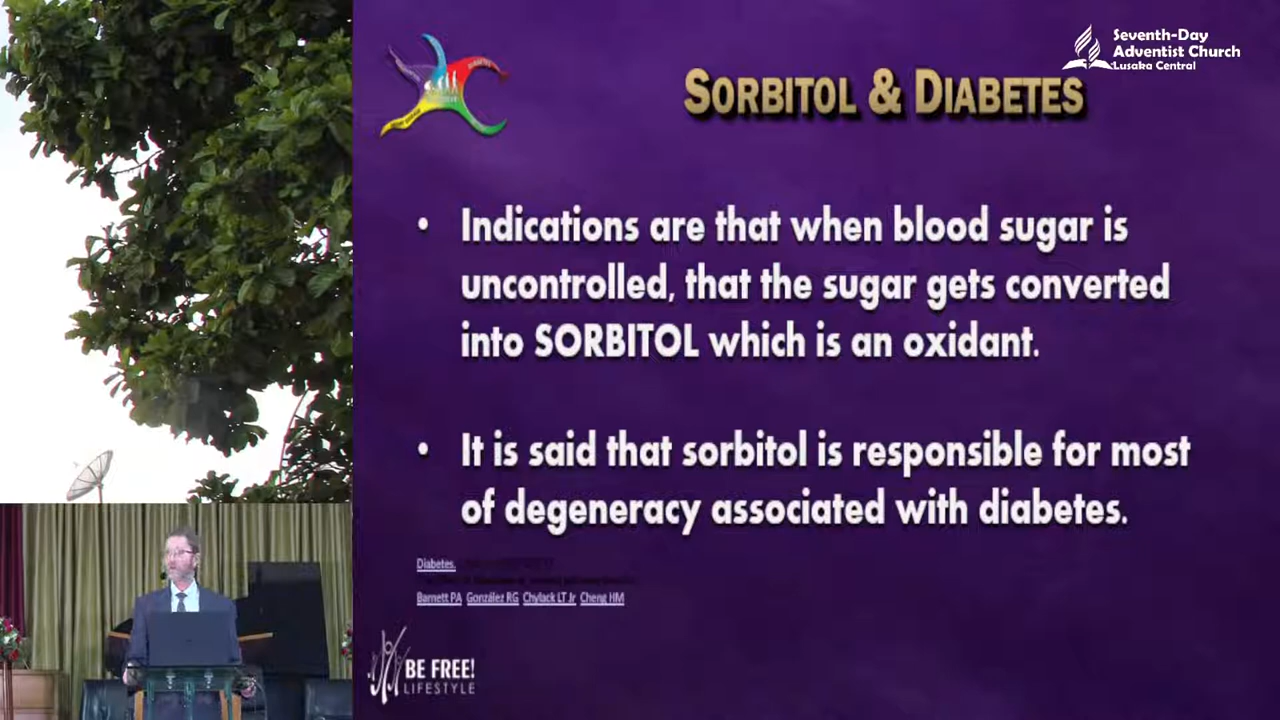 Seventh-Day
Adventist Church
Lusaka Central
SORBITOL & DIABETES
• Indications are that when blood sugar is
uncontrolled, that the sugar gets converted
into SORBITOL which is an oxidant.
• It is said that sorbitol is responsible for most
of degeneracy associated with diabetes.
Diabetes.
Barnett PA González RG Chylack LT Jr Cheng HM
BE FREE!
LIFESTYLE
DIABETES